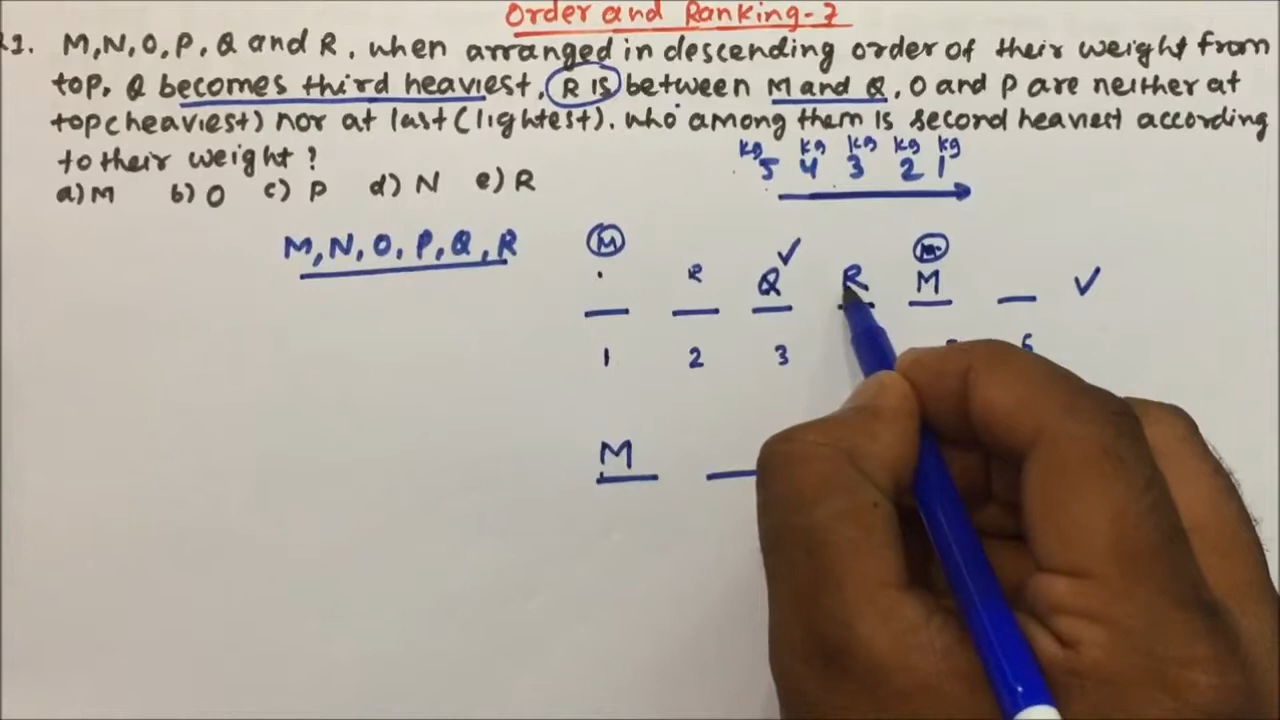 Order and Ranking-7
Q1. M, N, O, P, Q and R, when arranged in descending order of their weight from
top. Q becomes third heaviest, R is between M and Q, O and P are neither at
top(heaviest) nor at last (lightest). who among them is second heaviest according
to their weight?
kg kg kg kg kg
5 4 3 2 1
a) M b) O c) P d) N e) R
M, N, O, P, Q, R
M M
R Q R M
1 2 3 6
M